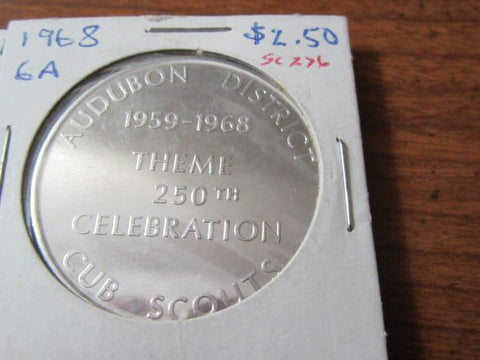 1968
6A
$2.50
SC276
AUDUBON DISTRICT
1959-1968
THEME
250TH
CELEBRATION
CUB SCOUTS